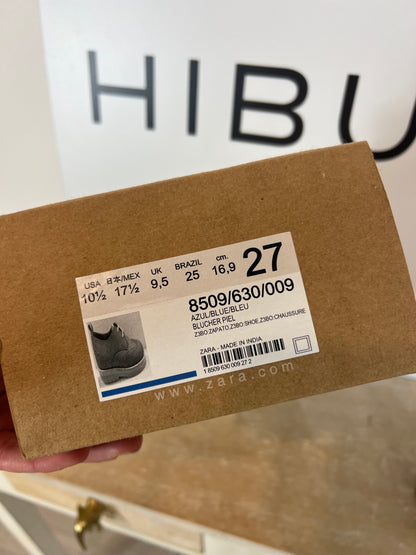 HIBU
USA 日本/MEX UK BRAZIL cm. 27
10½ 17½ 9,5 25 16,9
8509/630/009
AZUL/BLUE/BLEU
BLUCHER PIEL
Z3BO.ZAPATO,Z3BO.SHOE,Z3BO.CHAUSSURE
ZARA - MADE IN INDIA
1 8509 630 009 27 2
www.zara.com